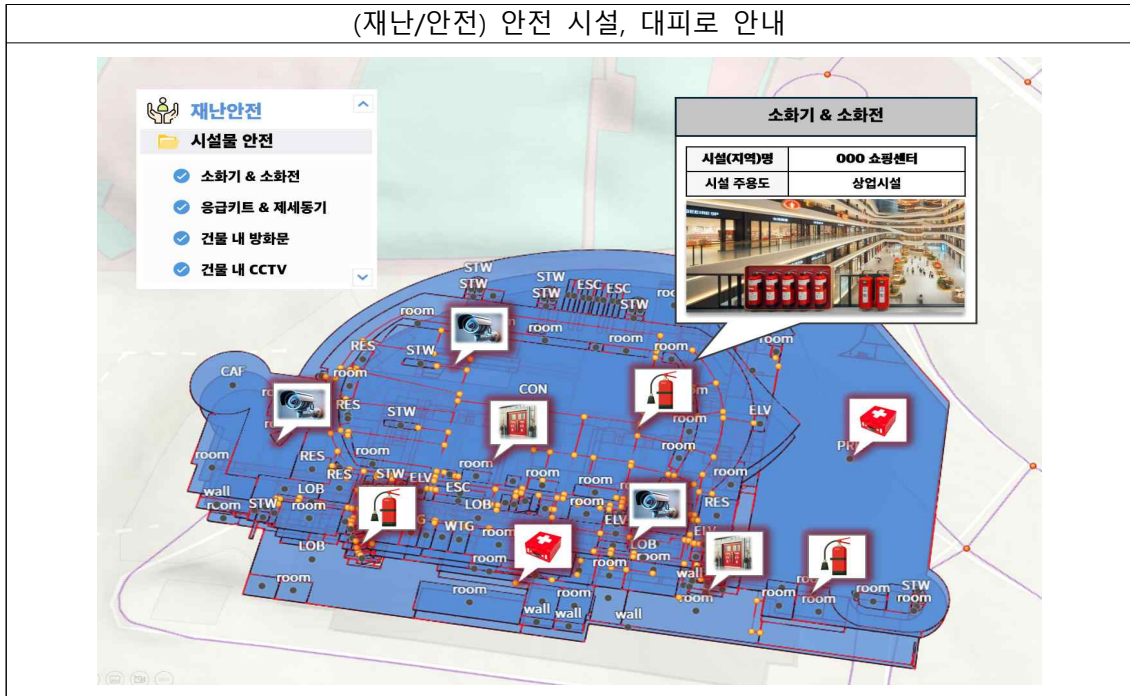 (재난/안전) 안전 시설, 대피로 안내
재난안전
시설물 안전
소화기 & 소화전
응급키트 & 제세동기
건물 내 방화문
건물 내 CCTV
소화기 & 소화전
시설(지역)명 000 쇼핑센터
시설 주용도 상업시설
STW
STW
STW
STW
ESC
ESC
STW
room
room
room
room
room
RES
STW
room
CAF
CON
RES
STW
ELV
room
room
room
RES
room
room
room
RES
STW
ELV
room
room
room
wall
LOB
ESC
room
RES
room
STW
room
LOB
WTG
room
ELV
ELV
LOB
LOB
room
room
room
wall
room
room
room
room
room
room
room
STW
room
wall
wall
wall